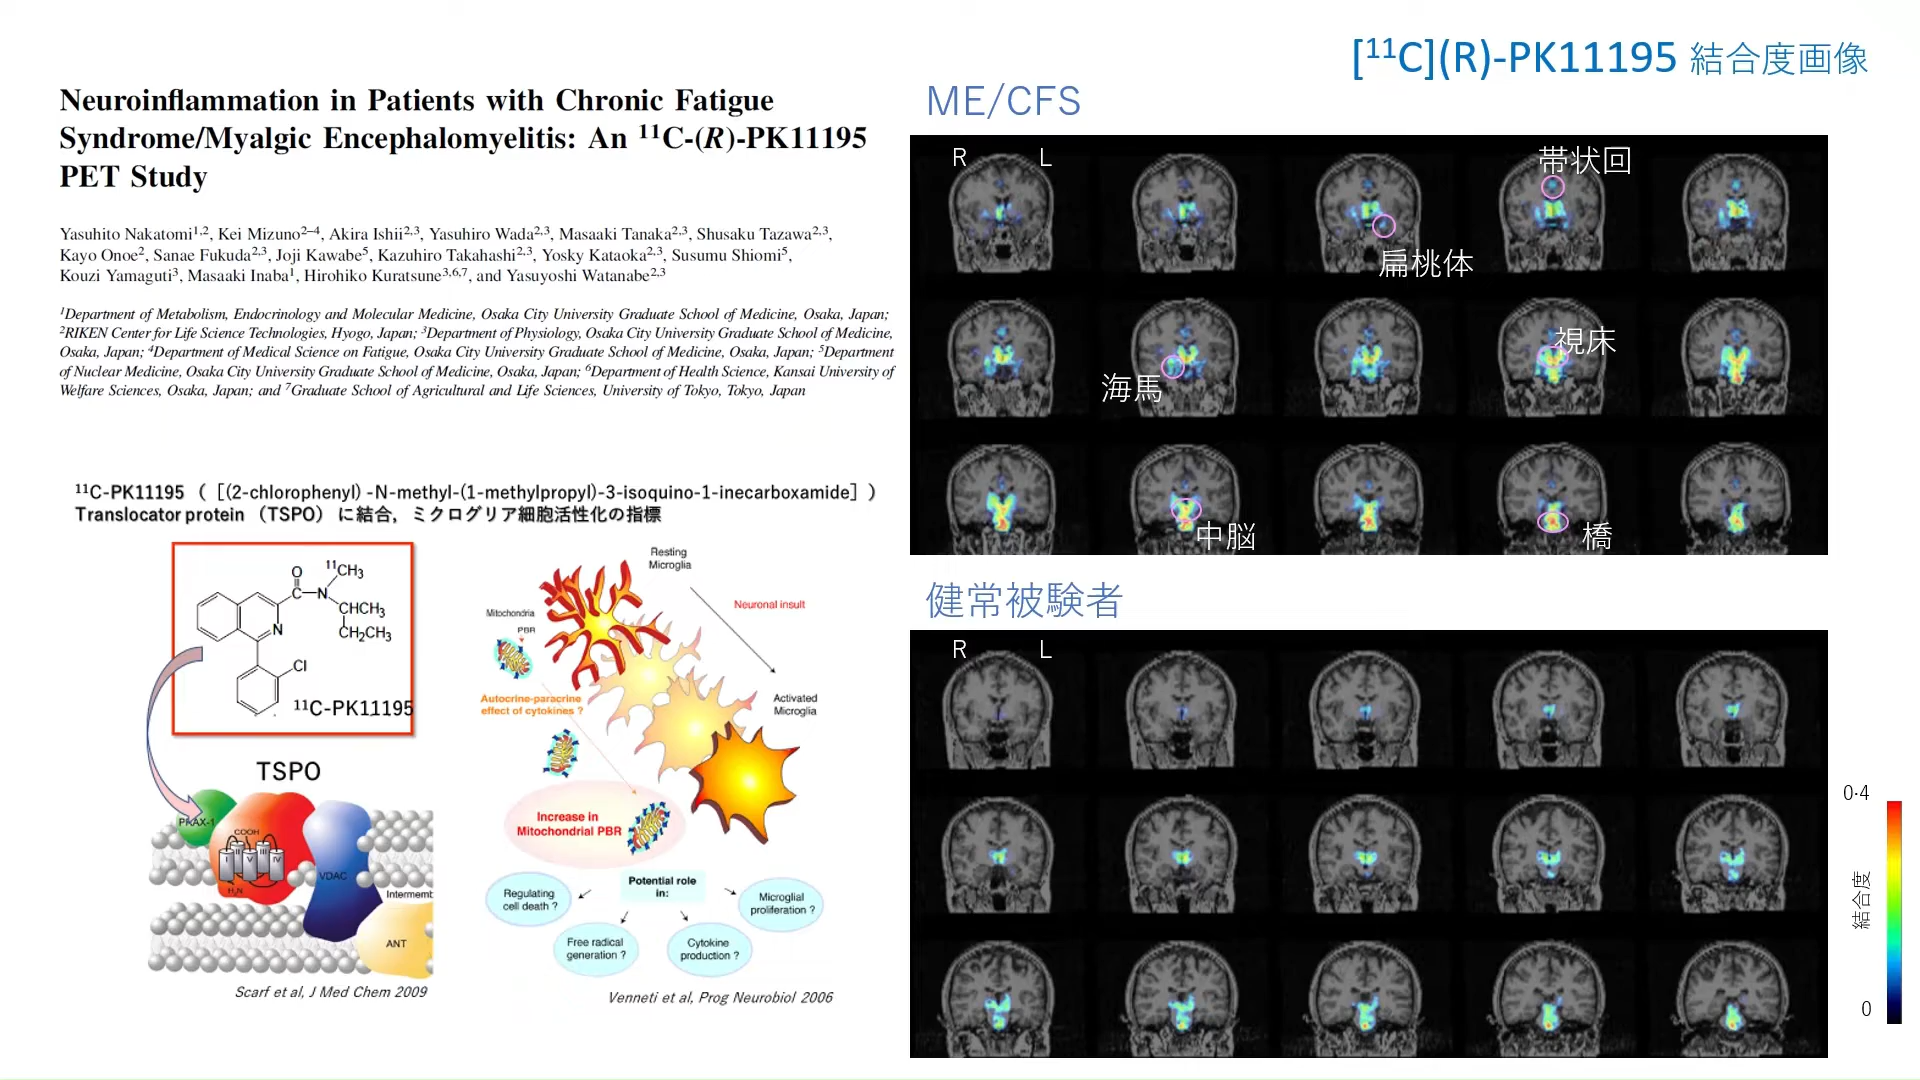 [¹¹C](R)-PK11195 結合度画像
Neuroinflammation in Patients with Chronic Fatigue
Syndrome/Myalgic Encephalomyelitis: An ¹¹C-(R)-PK11195
PET Study
Yasuhito Nakatomi¹,², Kei Mizuno²⁻⁴, Akira Ishii²,³, Yasuhiro Wada²,³, Masaaki Tanaka²,³, Shusaku Tazawa²,³,
Kayo Onoe², Sanae Fukuda²,³, Joji Kawabe⁵, Kazuhiro Takahashi²,³, Yosky Kataoka²,³, Susumu Shiomi⁵,
Kouzi Yamaguti³, Masaaki Inaba¹, Hirohiko Kuratsune³,⁶,⁷, and Yasuyoshi Watanabe²,³
¹Department of Metabolism, Endocrinology and Molecular Medicine, Osaka City University Graduate School of Medicine, Osaka, Japan;
²RIKEN Center for Life Science Technologies, Hyogo, Japan; ³Department of Physiology, Osaka City University Graduate School of Medicine,
Osaka, Japan; ⁴Department of Medical Science on Fatigue, Osaka City University Graduate School of Medicine, Osaka, Japan; ⁵Department
of Nuclear Medicine, Osaka City University Graduate School of Medicine, Osaka, Japan; ⁶Department of Health Science, Kansai University of
Welfare Sciences, Osaka, Japan; and ⁷Graduate School of Agricultural and Life Sciences, University of Tokyo, Tokyo, Japan
¹¹C-PK11195 （［(2-chlorophenyl) -N-methyl-(1-methylpropyl)-3-isoquino-1-inecarboxamide］）
Translocator protein （TSPO） に結合，ミクログリア細胞活性化の指標
O
¹¹CH₃
C
N
CHCH₃
CH₂CH₃
N
Cl
¹¹C-PK11195
TSPO
PRAX-1
COOH
I
II
V
III
IV
H₂N
VDAC
Intermemb
ANT
Scarf et al, J Med Chem 2009
Resting
Microglia
Neuronal insult
Mitochondria
PBR
Autocrine-paracrine
effect of cytokines ?
Activated
Microglia
Increase in
Mitochondrial PBR
Potential role
in:
Regulating
cell death ?
Free radical
generation ?
Cytokine
production ?
Microglial
proliferation ?
Venneti et al, Prog Neurobiol 2006
ME/CFS
R L
帯状回
扁桃体
視床
海馬
中脳
橋
健常被験者
R L
0·4
結合度
0